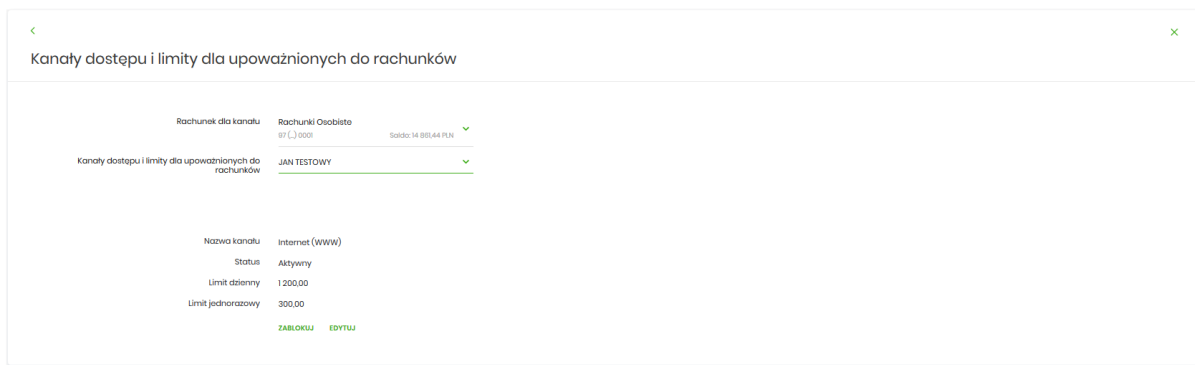 Kanały dostępu i limity dla upoważnionych do rachunków
Rachunek dla kanału
Rachunki Osobiste
97 (...) 0001 Saldo: 14 861,44 PLN
Kanały dostępu i limity dla upoważnionych do
rachunków
JAN TESTOWY
Nazwa kanału Internet (WWW)
Status Aktywny
Limit dzienny 1 200,00
Limit jednorazowy 300,00
ZABLOKUJ EDYTUJ